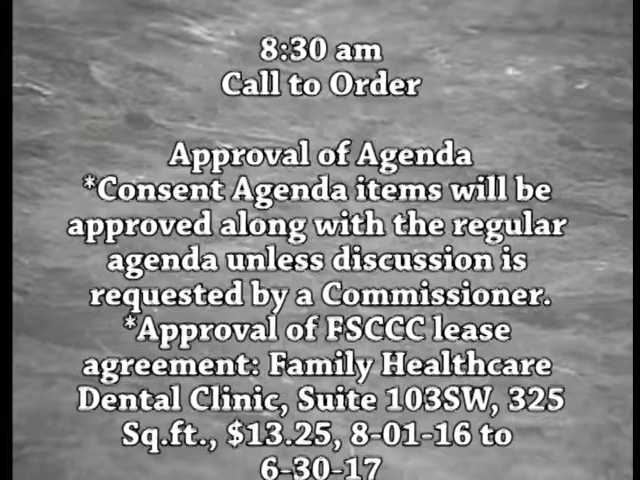 8:30 am
Call to Order
Approval of Agenda
*Consent Agenda items will be
approved along with the regular
agenda unless discussion is
requested by a Commissioner.
*Approval of FSCCC lease
agreement: Family Healthcare
Dental Clinic, Suite 103SW, 325
Sq.ft., $13.25, 8-01-16 to
6-30-17